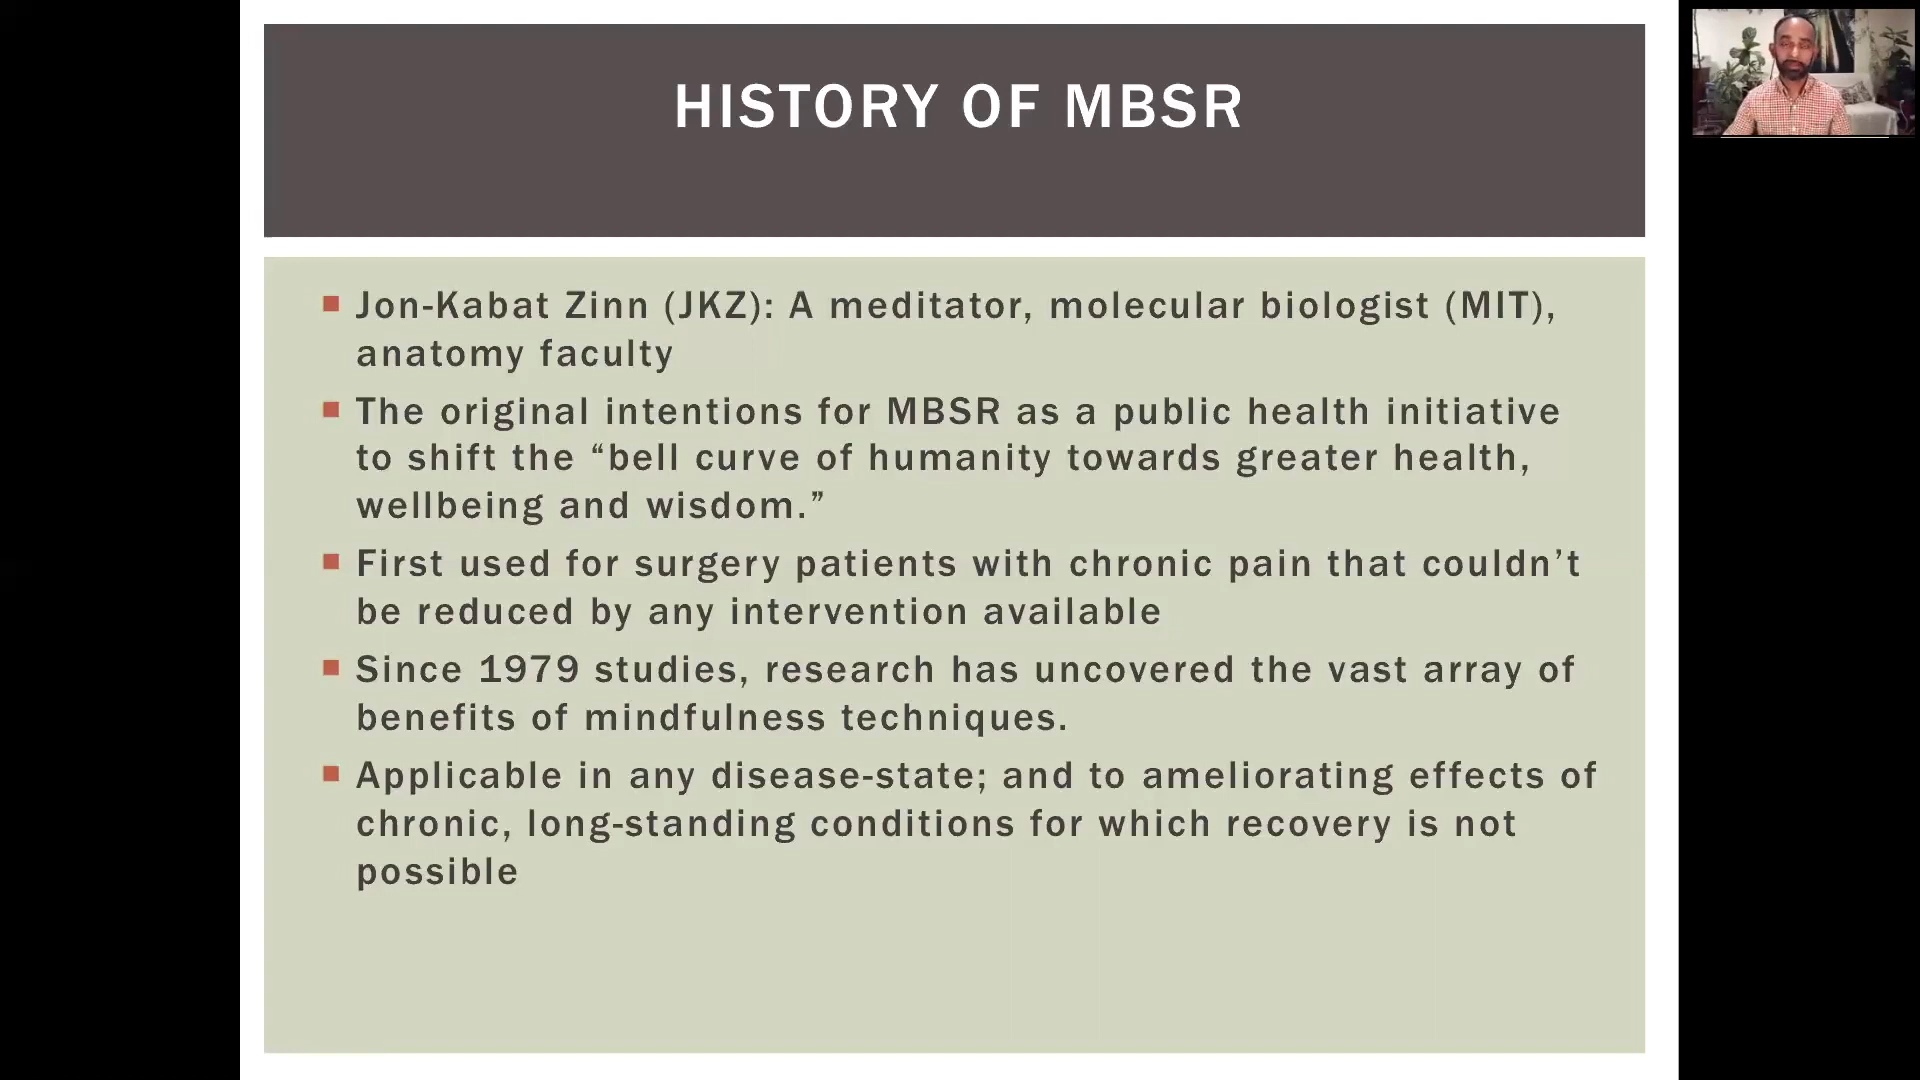 HISTORY OF MBSR
Jon-Kabat Zinn (JKZ): A meditator, molecular biologist (MIT),
anatomy faculty
The original intentions for MBSR as a public health initiative
to shift the “bell curve of humanity towards greater health,
wellbeing and wisdom.”
First used for surgery patients with chronic pain that couldn’t
be reduced by any intervention available
Since 1979 studies, research has uncovered the vast array of
benefits of mindfulness techniques.
Applicable in any disease-state; and to ameliorating effects of
chronic, long-standing conditions for which recovery is not
possible